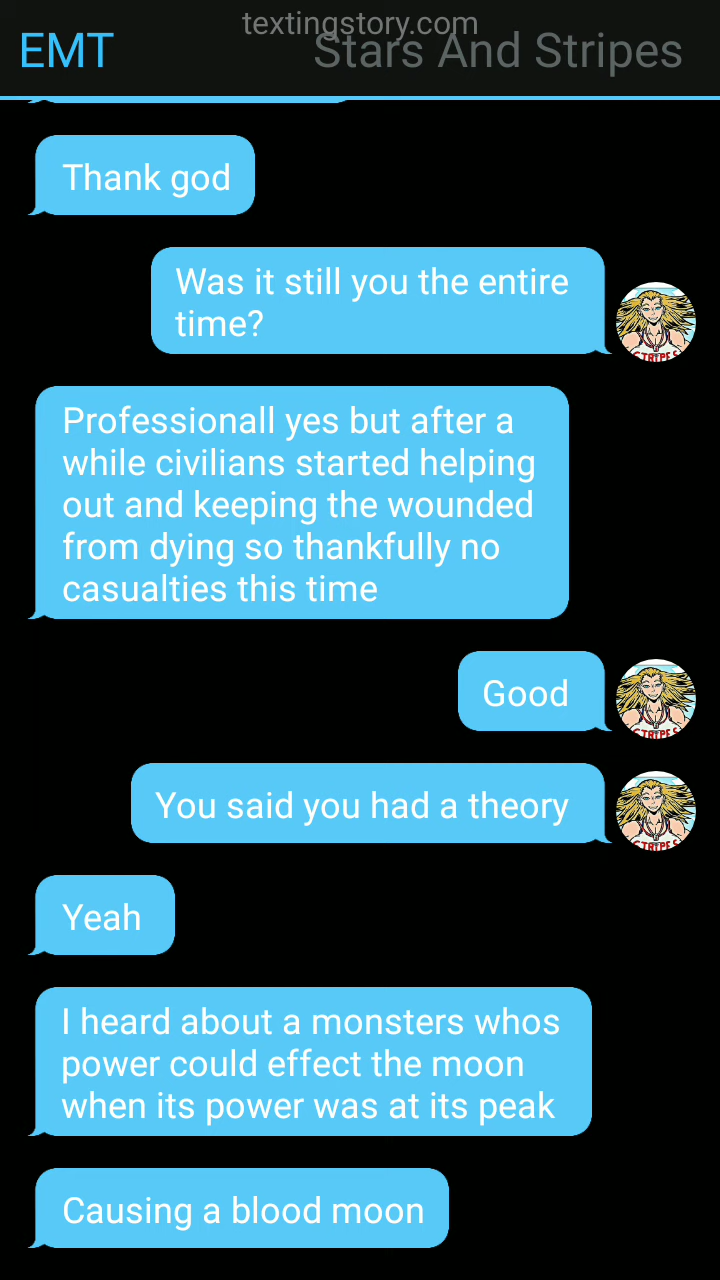 textingstory.com
EMT
Stars And Stripes
Thank god
Was it still you the entire
time?
STRIPES
Professionall yes but after a
while civilians started helping
out and keeping the wounded
from dying so thankfully no
casualties this time
Good
STRIPES
You said you had a theory
STRIPES
Yeah
I heard about a monsters whos
power could effect the moon
when its power was at its peak
Causing a blood moon